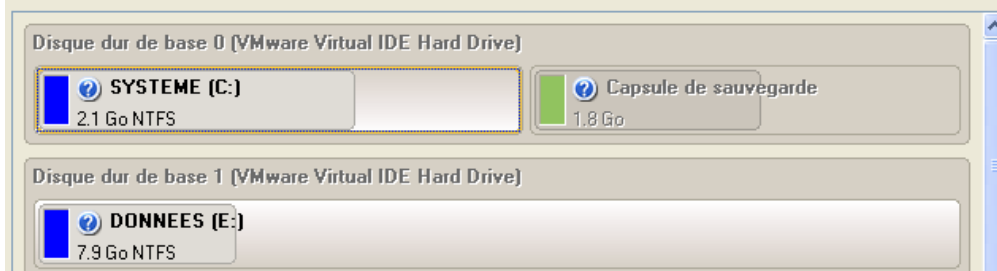 Disque dur de base 0 (VMware Virtual IDE Hard Drive)
SYSTEME (C:)
2.1 Go NTFS
Capsule de sauvegarde
1.8 Go
Disque dur de base 1 (VMware Virtual IDE Hard Drive)
DONNEES (E:)
7.9 Go NTFS